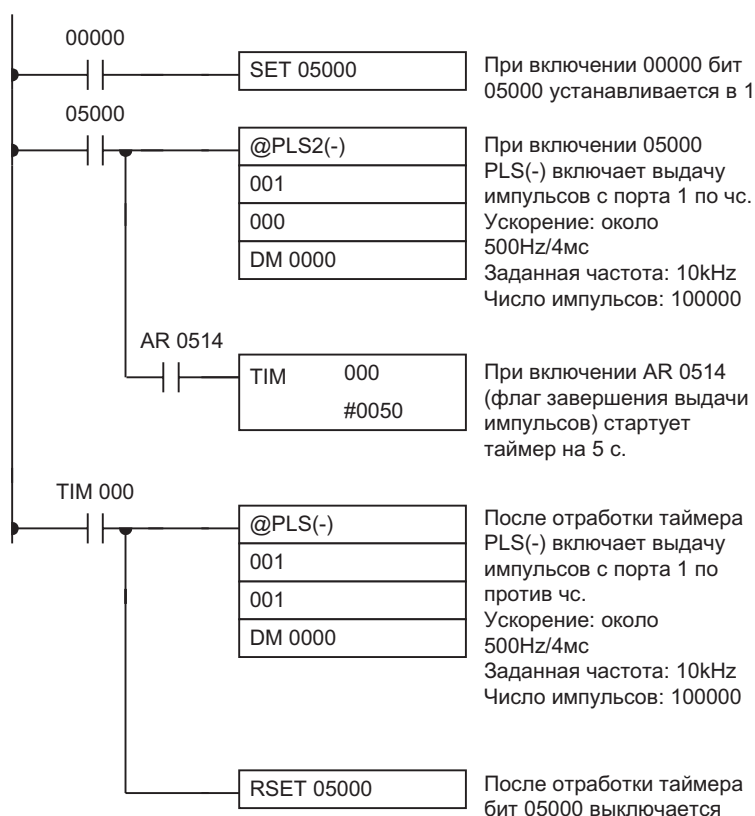 00000
SET 05000
При включении 00000 бит
05000 устанавливается в 1
05000
@PLS2(-)
001
000
DM 0000
При включении 05000
PLS(-) включает выдачу
импульсов с порта 1 по чс.
Ускорение: около
500Hz/4мс
Заданная частота: 10kHz
Число импульсов: 100000
AR 0514
TIM 000
#0050
При включении AR 0514
(флаг завершения выдачи
импульсов) стартует
таймер на 5 с.
TIM 000
@PLS(-)
001
001
DM 0000
После отработки таймера
PLS(-) включает выдачу
импульсов с порта 1 по
против чс.
Ускорение: около
500Hz/4мс
Заданная частота: 10kHz
Число импульсов: 100000
RSET 05000
После отработки таймера
бит 05000 выключается